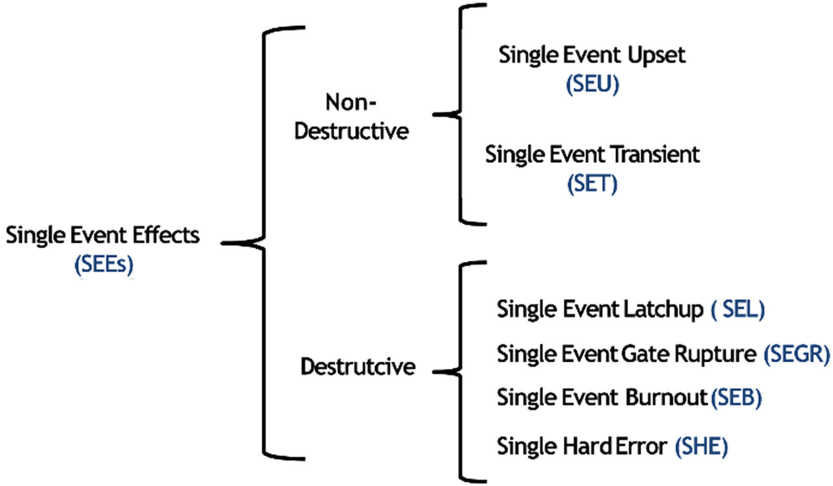 Single Event Effects
(SEEs)
Non-
Destructive
Single Event Upset
(SEU)
Single Event Transient
(SET)
Destrutcive
Single Event Latchup ( SEL)
Single Event Gate Rupture (SEGR)
Single Event Burnout (SEB)
Single Hard Error (SHE)